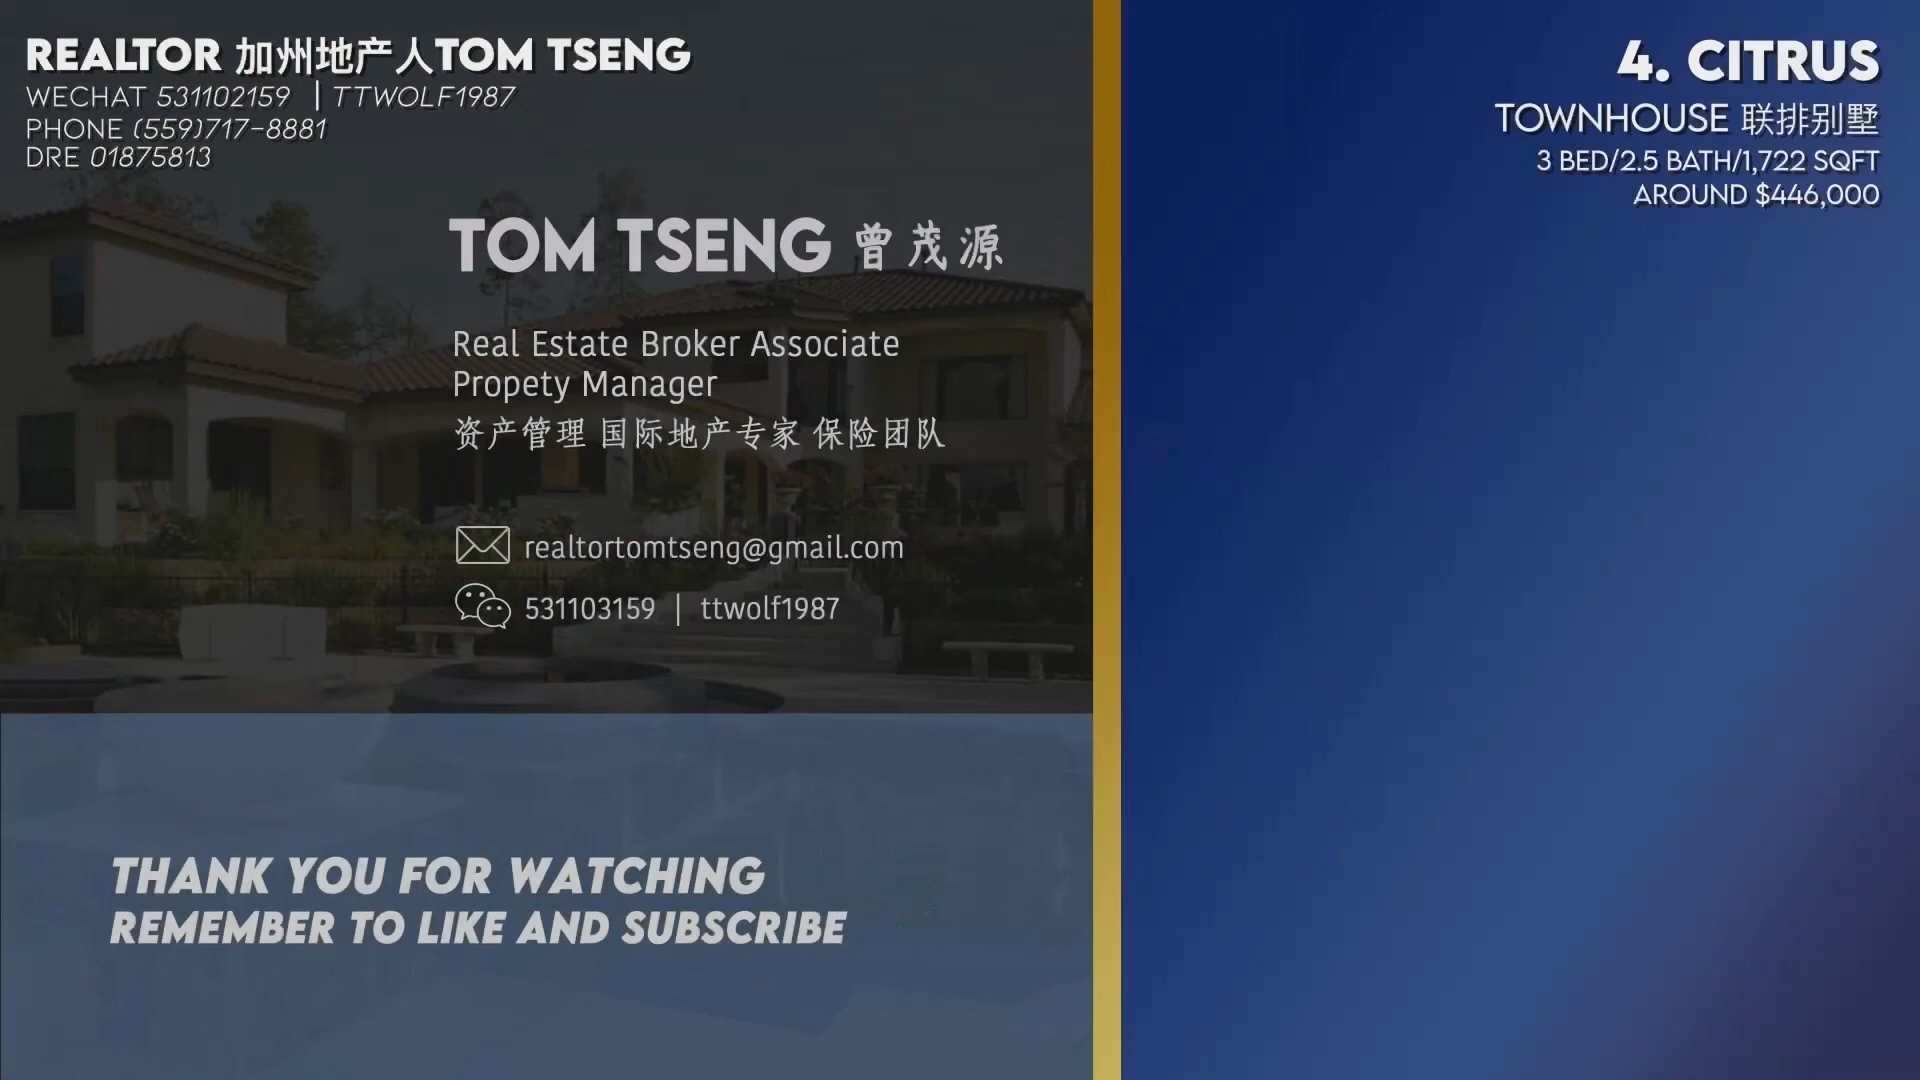 REALTOR 加州地产人TOM TSENG
WECHAT 531102159 | TTWOLF1987
PHONE (559)717-8881
DRE 01875813
4. CITRUS
TOWNHOUSE 联排别墅
3 BED/2.5 BATH/1,722 SQFT
AROUND $446,000
TOM TSENG 曾茂源
Real Estate Broker Associate
Propety Manager
资产管理 国际地产专家 保险团队
realtortomtseng@gmail.com
531103159 | ttwolf1987
THANK YOU FOR WATCHING
REMEMBER TO LIKE AND SUBSCRIBE